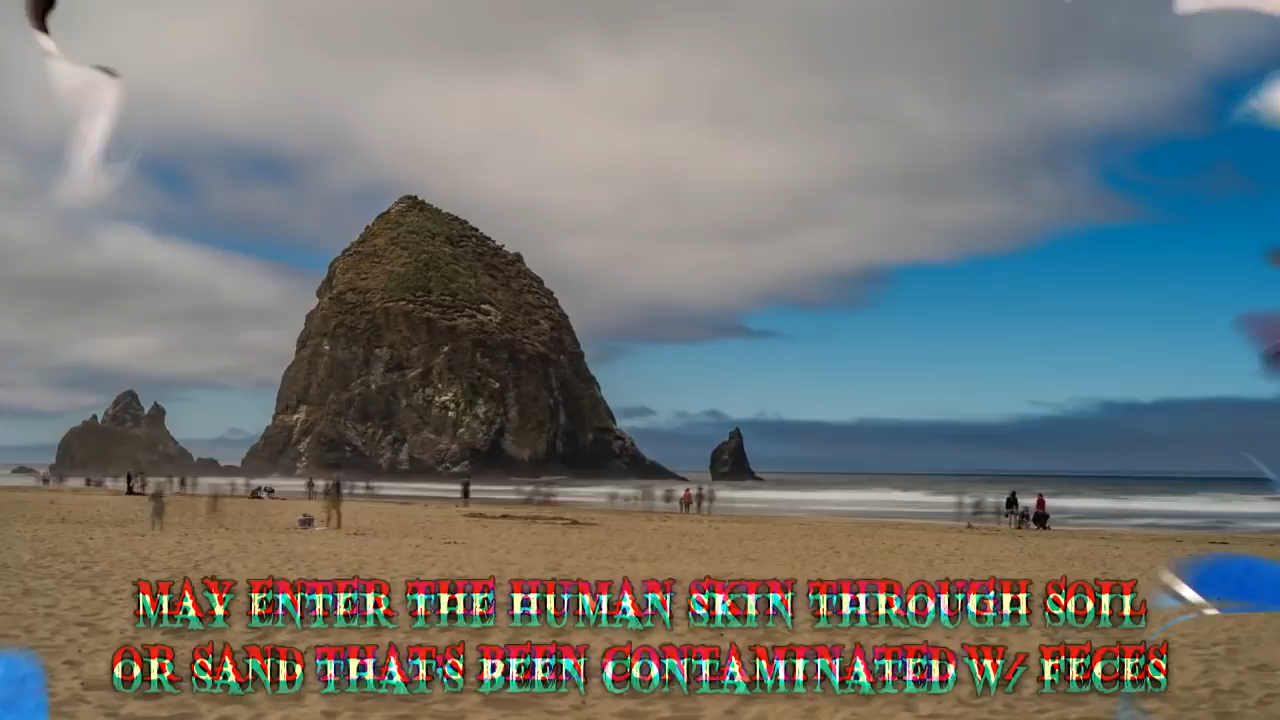 MAY ENTER THE HUMAN SKIN THROUGH SOIL
OR SAND THAT'S BEEN CONTAMINATED W/ FECES